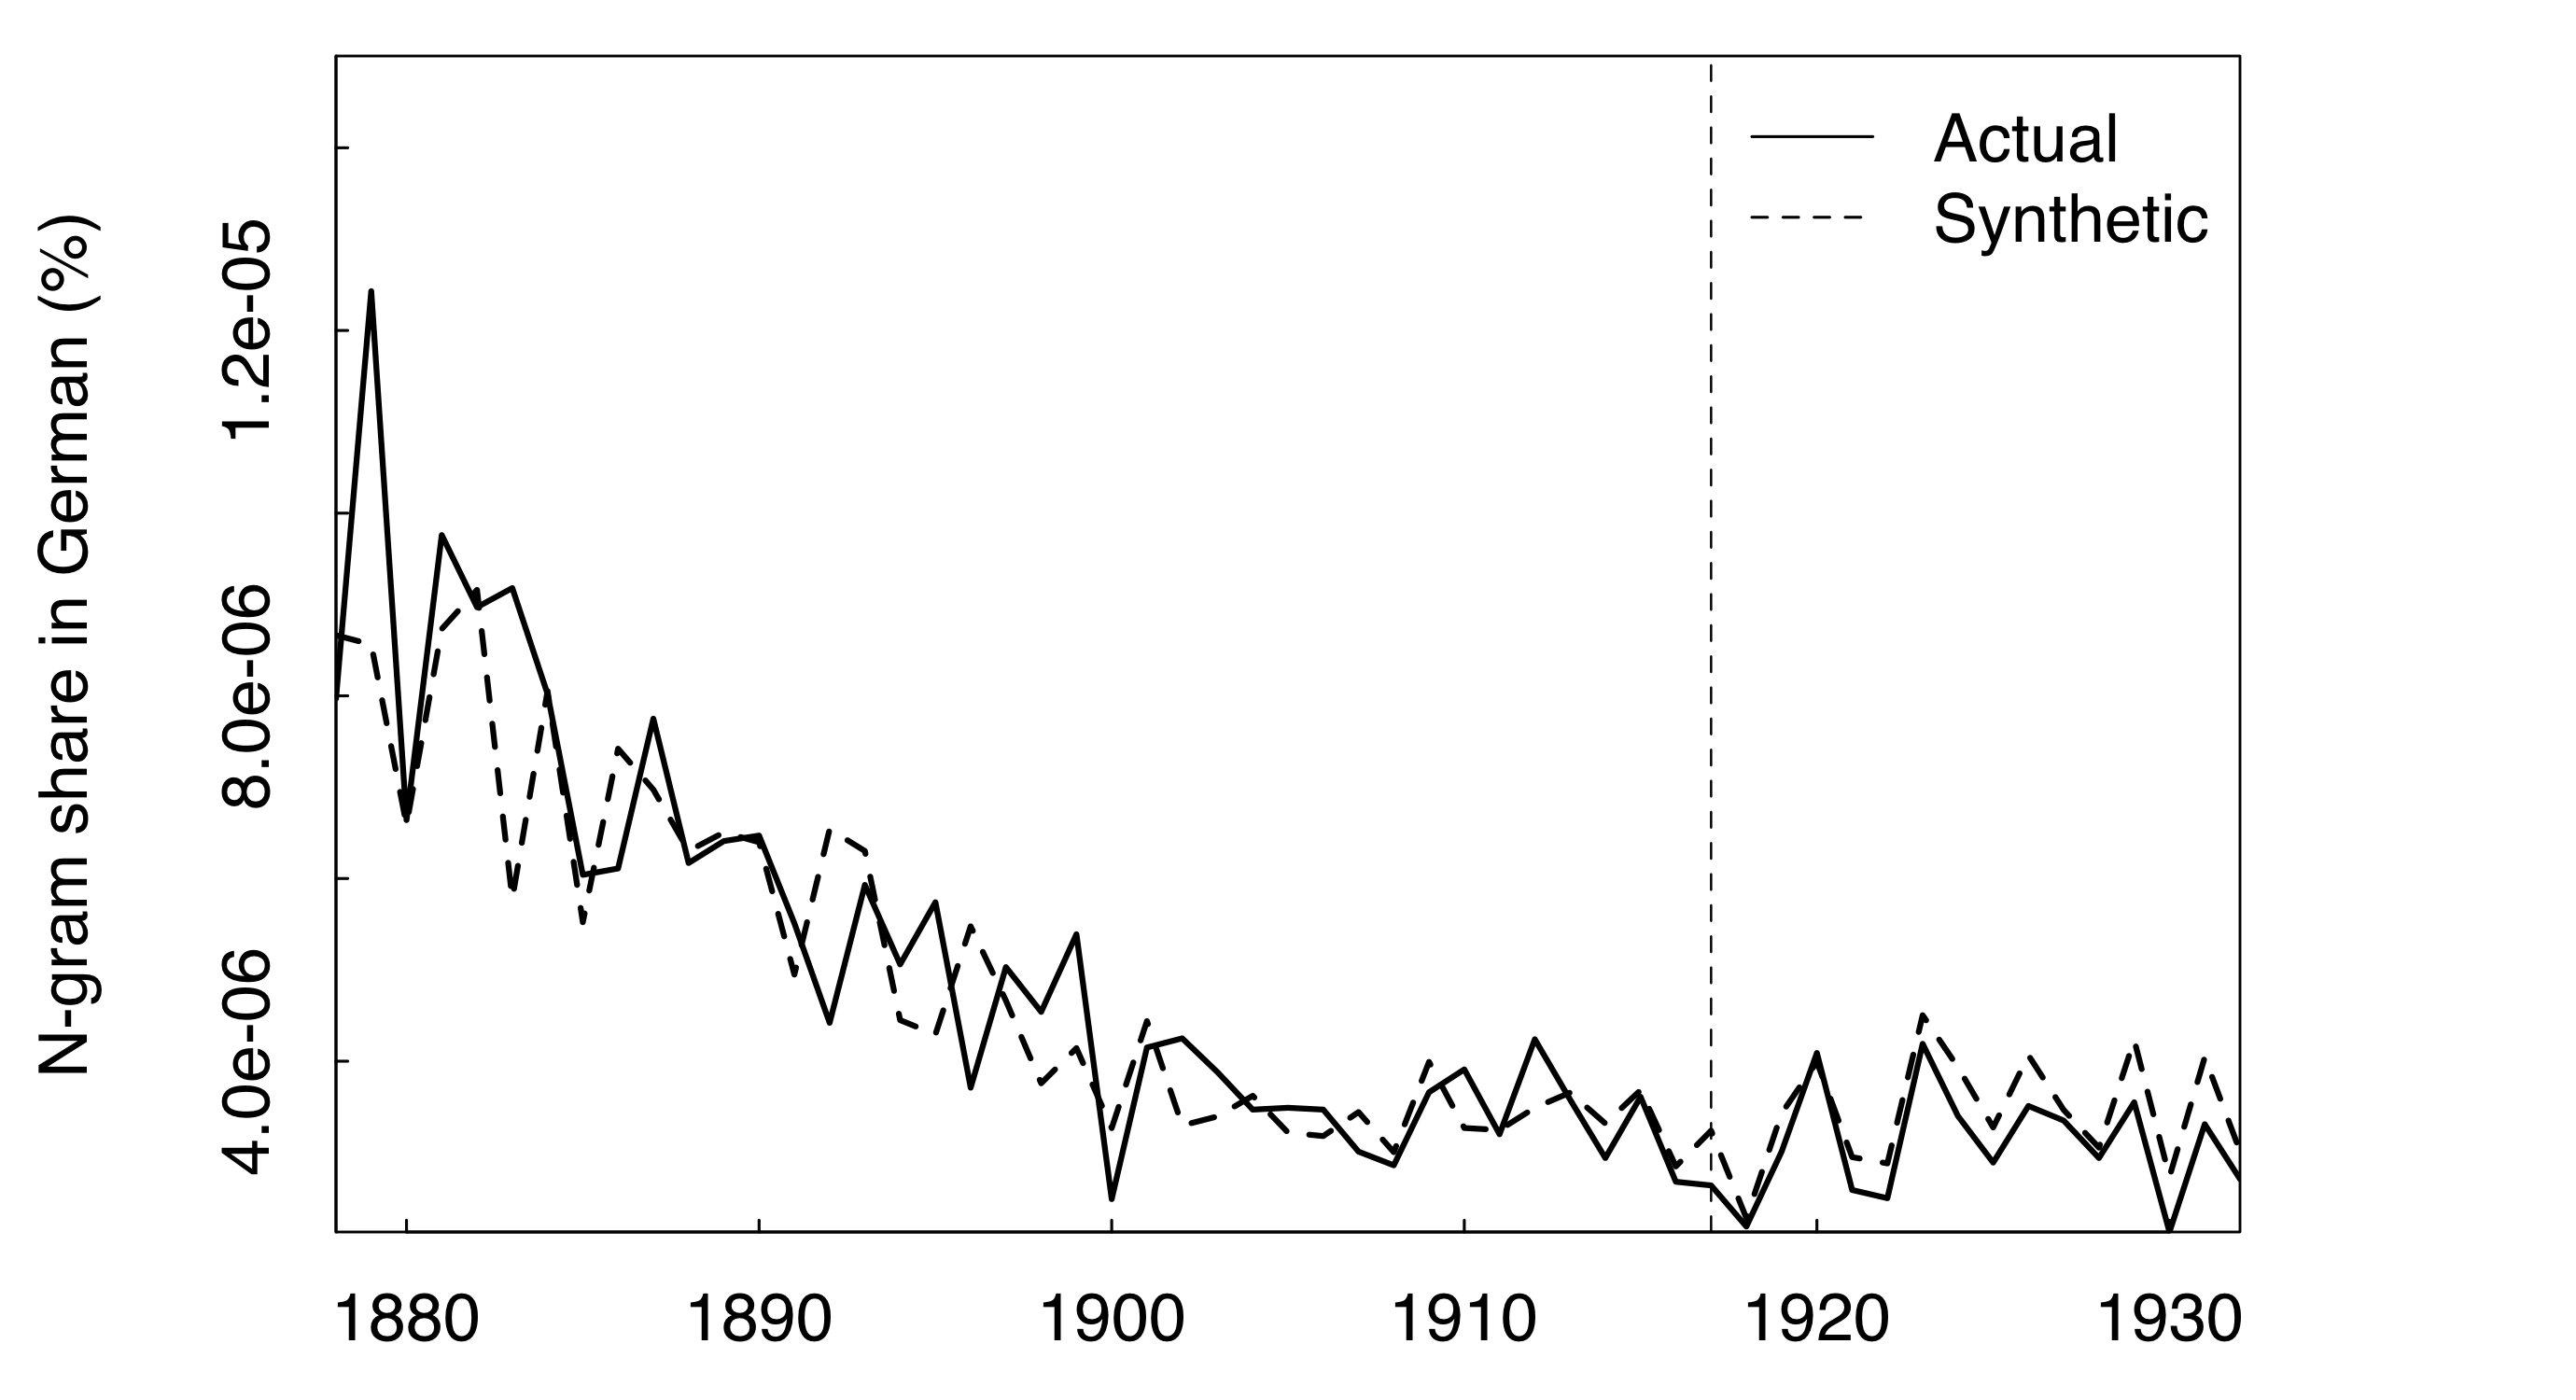 N-gram share in German (%)
1.2e-05
8.0e-06
4.0e-06
Actual
Synthetic
1880 1890 1900 1910 1920 1930